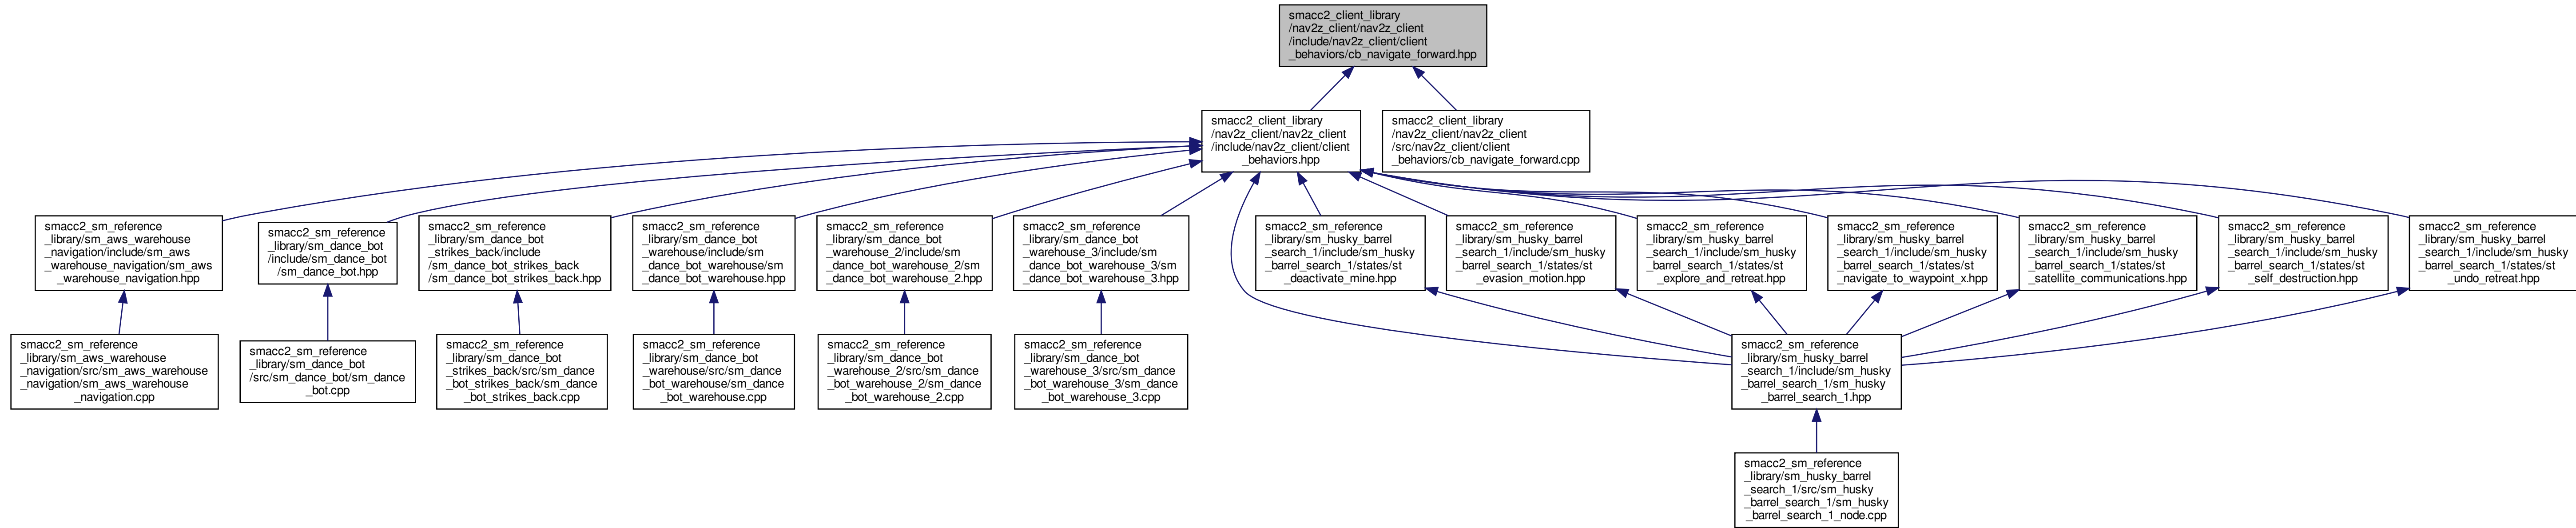 smacc2_client_library
/nav2z_client/nav2z_client
/include/nav2z_client/client
_behaviors/cb_navigate_forward.hpp
smacc2_client_library
/nav2z_client/nav2z_client
/include/nav2z_client/client
_behaviors.hpp
smacc2_client_library
/nav2z_client/nav2z_client
/src/nav2z_client/client
_behaviors/cb_navigate_forward.cpp
smacc2_sm_reference
_library/sm_aws_warehouse
_navigation/include/sm_aws
_warehouse_navigation/sm_aws
_warehouse_navigation.hpp
smacc2_sm_reference
_library/sm_dance_bot
/include/sm_dance_bot
/sm_dance_bot.hpp
smacc2_sm_reference
_library/sm_dance_bot
_strikes_back/include
/sm_dance_bot_strikes_back
/sm_dance_bot_strikes_back.hpp
smacc2_sm_reference
_library/sm_dance_bot
_warehouse/include/sm
_dance_bot_warehouse/sm
_dance_bot_warehouse.hpp
smacc2_sm_reference
_library/sm_dance_bot
_warehouse_2/include/sm
_dance_bot_warehouse_2/sm
_dance_bot_warehouse_2.hpp
smacc2_sm_reference
_library/sm_dance_bot
_warehouse_3/include/sm
_dance_bot_warehouse_3/sm
_dance_bot_warehouse_3.hpp
smacc2_sm_reference
_library/sm_husky_barrel
_search_1/include/sm_husky
_barrel_search_1/states/st
_deactivate_mine.hpp
smacc2_sm_reference
_library/sm_husky_barrel
_search_1/include/sm_husky
_barrel_search_1/states/st
_evasion_motion.hpp
smacc2_sm_reference
_library/sm_husky_barrel
_search_1/include/sm_husky
_barrel_search_1/states/st
_explore_and_retreat.hpp
smacc2_sm_reference
_library/sm_husky_barrel
_search_1/include/sm_husky
_barrel_search_1/states/st
_navigate_to_waypoint_x.hpp
smacc2_sm_reference
_library/sm_husky_barrel
_search_1/include/sm_husky
_barrel_search_1/states/st
_satellite_communications.hpp
smacc2_sm_reference
_library/sm_husky_barrel
_search_1/include/sm_husky
_barrel_search_1/states/st
_self_destruction.hpp
smacc2_sm_reference
_library/sm_husky_barrel
_search_1/include/sm_husky
_barrel_search_1/states/st
_undo_retreat.hpp
smacc2_sm_reference
_library/sm_aws_warehouse
_navigation/src/sm_aws_warehouse
_navigation/sm_aws_warehouse
_navigation.cpp
smacc2_sm_reference
_library/sm_dance_bot
/src/sm_dance_bot/sm_dance
_bot.cpp
smacc2_sm_reference
_library/sm_dance_bot
_strikes_back/src/sm_dance
_bot_strikes_back/sm_dance
_bot_strikes_back.cpp
smacc2_sm_reference
_library/sm_dance_bot
_warehouse/src/sm_dance
_bot_warehouse/sm_dance
_bot_warehouse.cpp
smacc2_sm_reference
_library/sm_dance_bot
_warehouse_2/src/sm_dance
_bot_warehouse_2/sm_dance
_bot_warehouse_2.cpp
smacc2_sm_reference
_library/sm_dance_bot
_warehouse_3/src/sm_dance
_bot_warehouse_3/sm_dance
_bot_warehouse_3.cpp
smacc2_sm_reference
_library/sm_husky_barrel
_search_1/include/sm_husky
_barrel_search_1/sm_husky
_barrel_search_1.hpp
smacc2_sm_reference
_library/sm_husky_barrel
_search_1/src/sm_husky
_barrel_search_1/sm_husky
_barrel_search_1_node.cpp